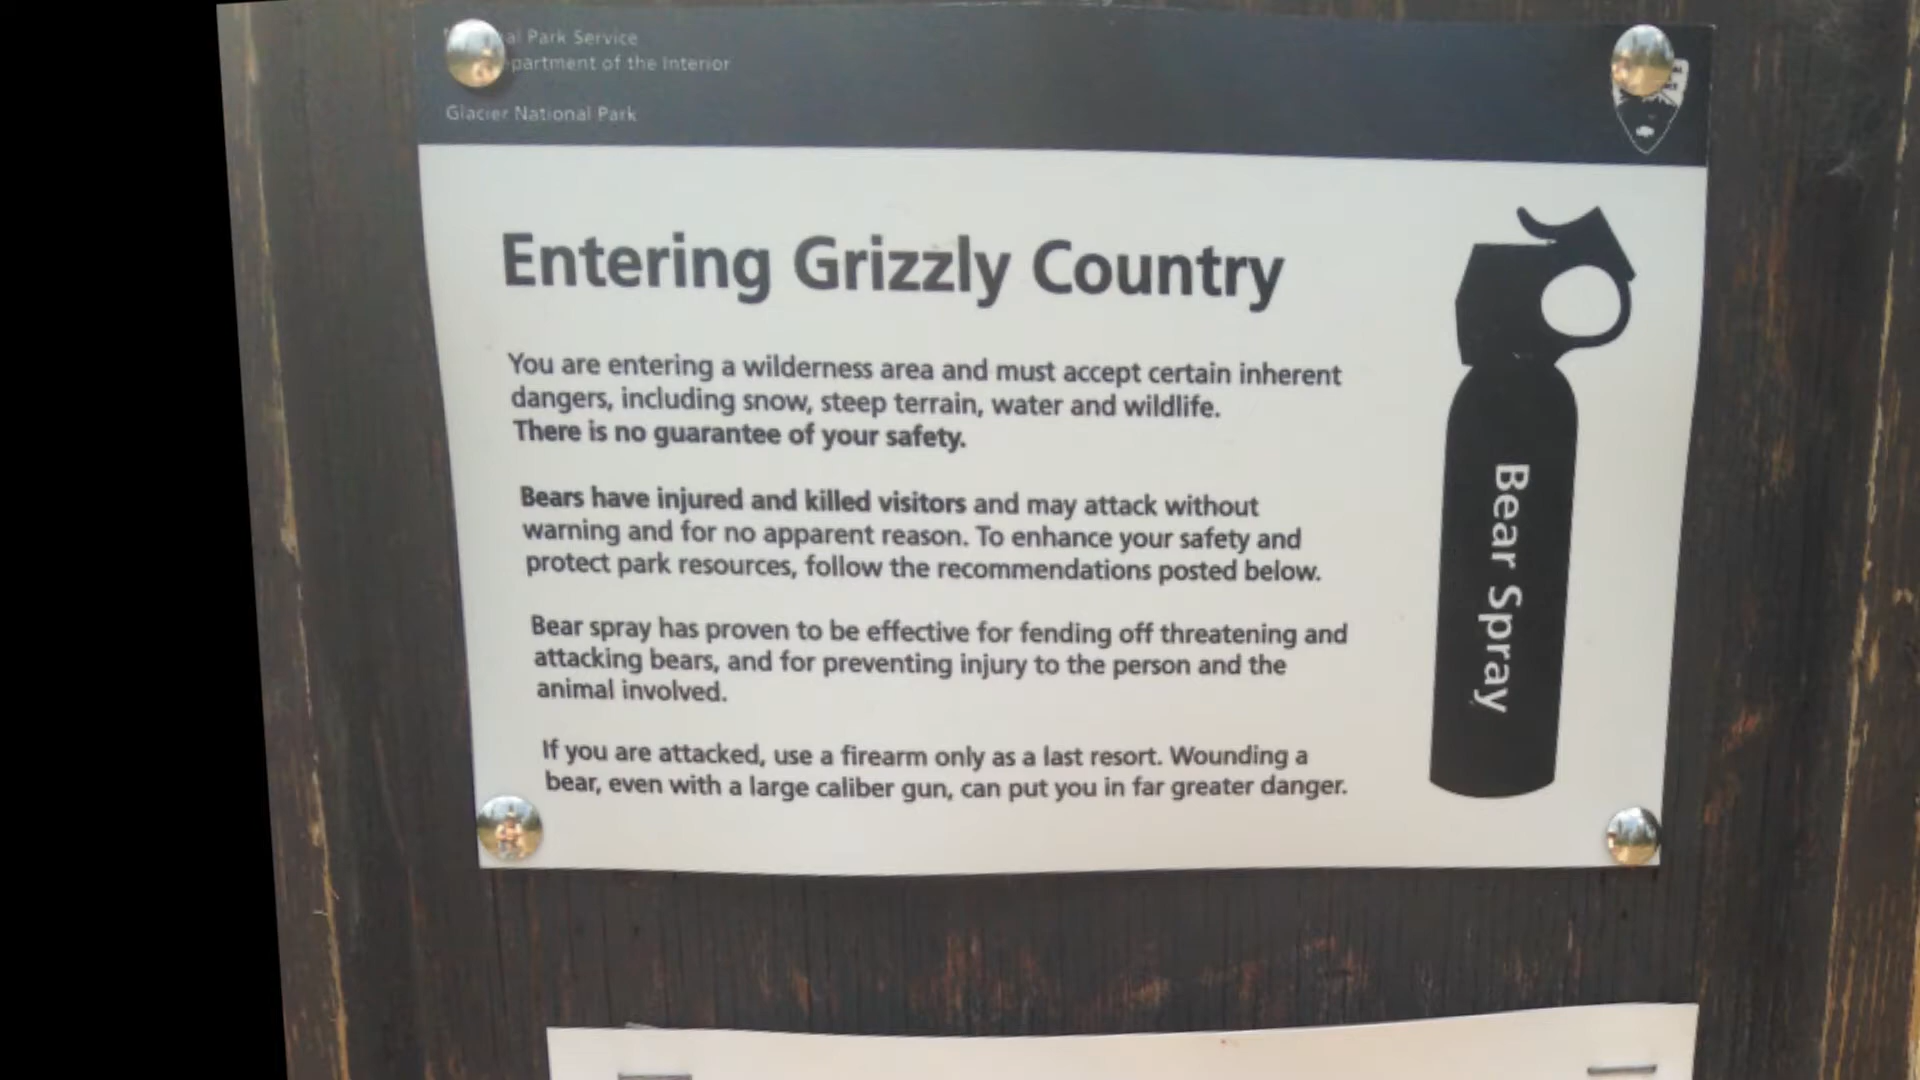 al Park Service
partment of the Interior
Glacier National Park
Entering Grizzly Country
You are entering a wilderness area and must accept certain inherent
dangers, including snow, steep terrain, water and wildlife.
There is no guarantee of your safety.
Bears have injured and killed visitors and may attack without
warning and for no apparent reason. To enhance your safety and
protect park resources, follow the recommendations posted below.
Bear spray has proven to be effective for fending off threatening and
attacking bears, and for preventing injury to the person and the
animal involved.
If you are attacked, use a firearm only as a last resort. Wounding a
bear, even with a large caliber gun, can put you in far greater danger.
Bear Spray